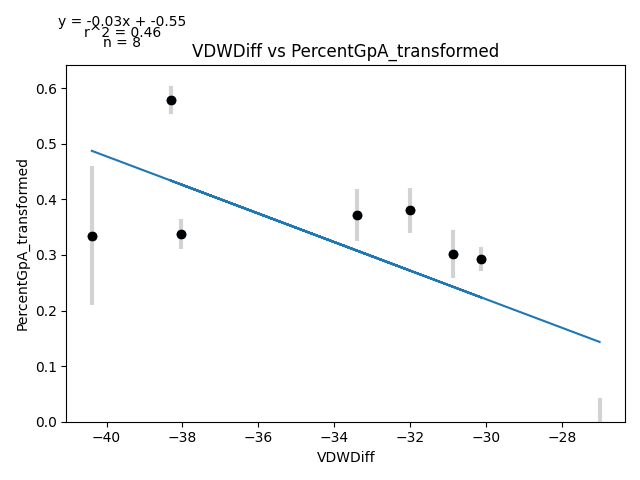 y = -0.03x + -0.55
r^2 = 0.46
n = 8
VDWDiff vs PercentGpA_transformed
0.6
0.5
0.4
0.3
0.2
0.1
0.0
PercentGpA_transformed
−40 −38 −36 −34 −32 −30 −28
VDWDiff